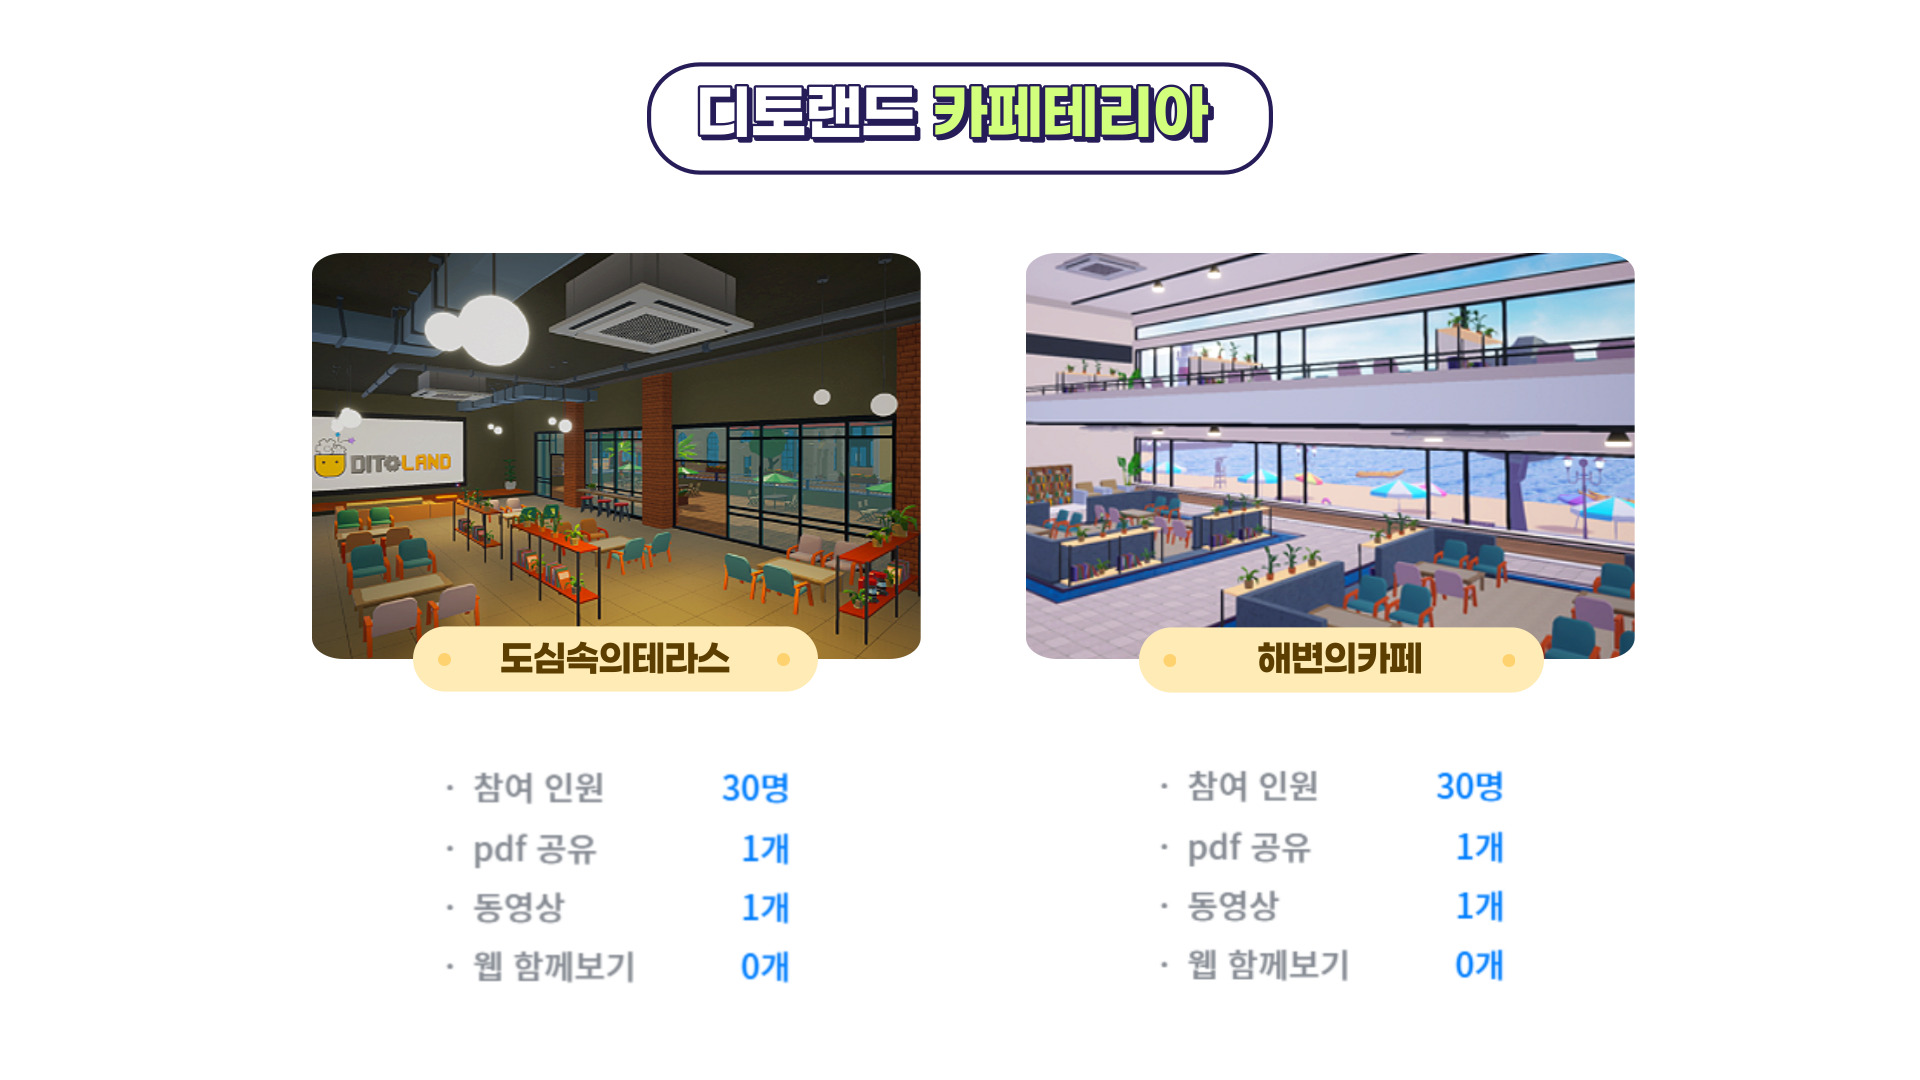 디토랜드 카페테리아
DITOLAND
도심속의테라스
· 참여 인원 30명
· pdf 공유 1개
· 동영상 1개
· 웹 함께보기 0개
해변의카페
· 참여 인원 30명
· pdf 공유 1개
· 동영상 1개
· 웹 함께보기 0개